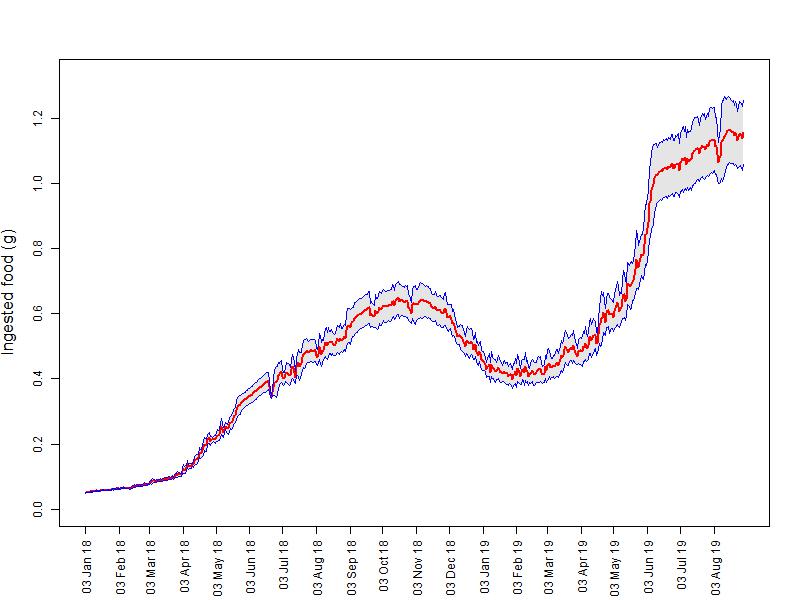 Ingested food (g)
1.2
1.0
0.8
0.6
0.4
0.2
0.0
03 Jan 18
03 Feb 18
03 Mar 18
03 Apr 18
03 May 18
03 Jun 18
03 Jul 18
03 Aug 18
03 Sep 18
03 Oct 18
03 Nov 18
03 Dec 18
03 Jan 19
03 Feb 19
03 Mar 19
03 Apr 19
03 May 19
03 Jun 19
03 Jul 19
03 Aug 19